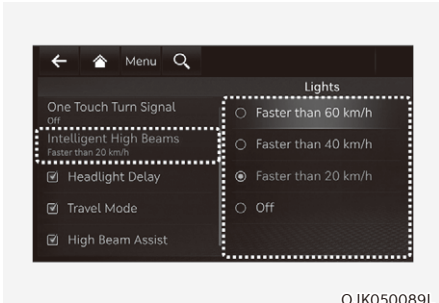 Menu
Lights
One Touch Turn Signal
Off
Intelligent High Beams
Faster than 20 km/h
Headlight Delay
Travel Mode
High Beam Assist
Faster than 60 km/h
Faster than 40 km/h
Faster than 20 km/h
Off
OJK050089L